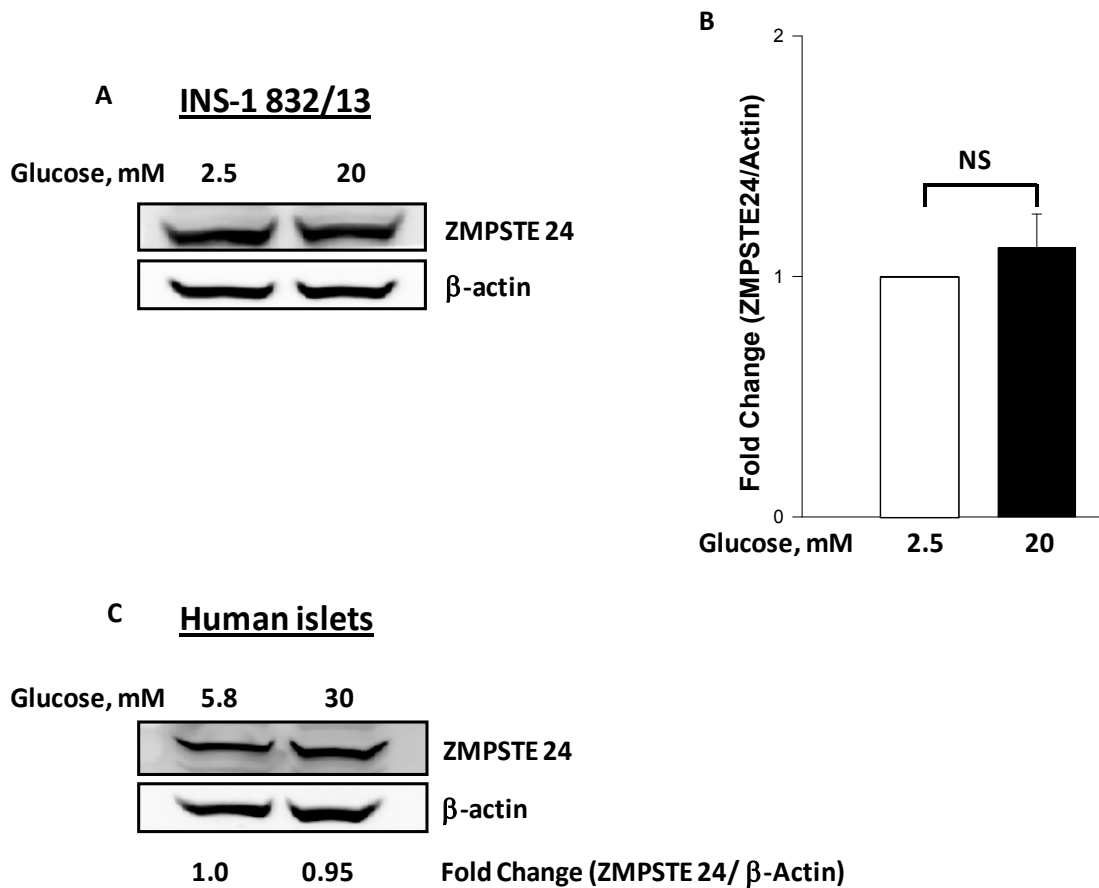 A
INS-1 832/13
Glucose, mM 2.5 20
ZMPSTE 24
β-actin
B
2
1
0
Fold Change (ZMPSTE24/Actin)
NS
Glucose, mM 2.5 20
C
Human islets
Glucose, mM 5.8 30
ZMPSTE 24
β-actin
1.0 0.95 Fold Change (ZMPSTE 24/ β-Actin)